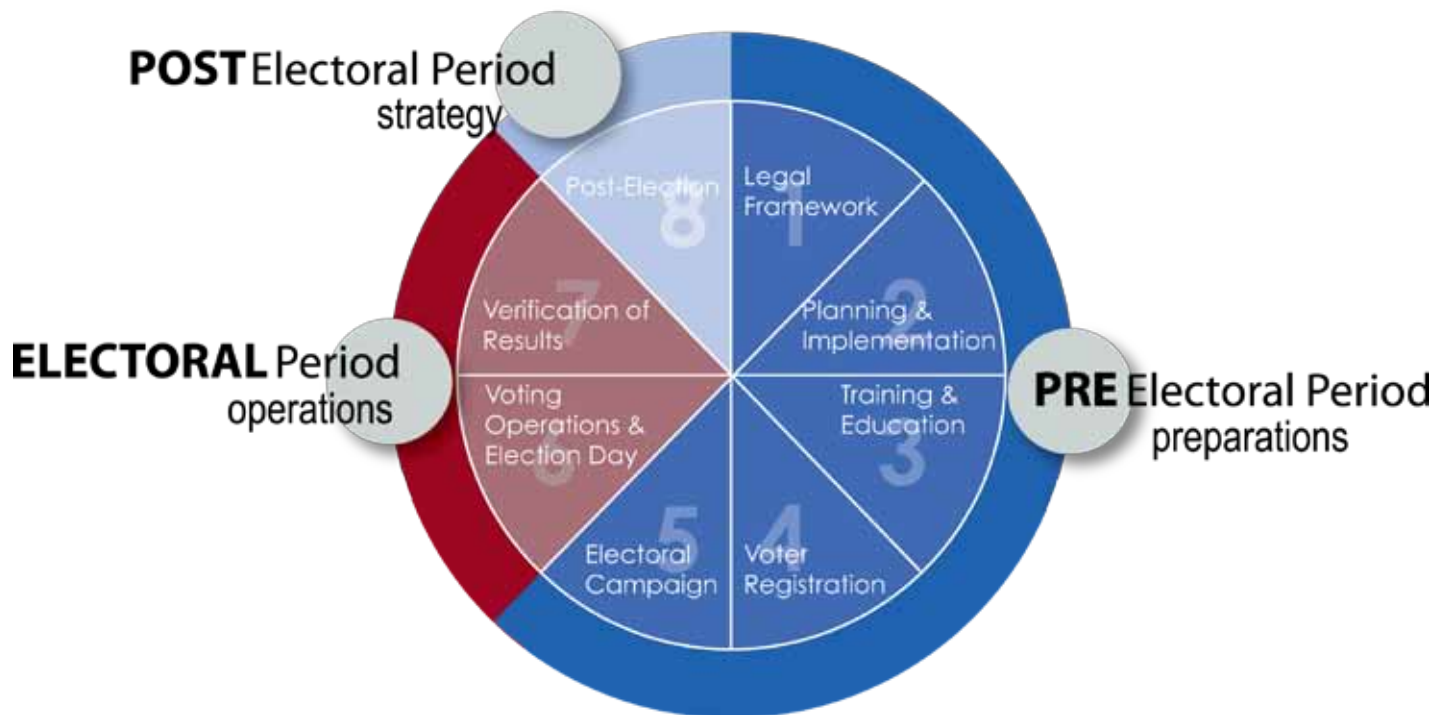 POST Electoral Period
strategy
Post-Election
8
Legal
Framework
1
Planning &
Implementation
2
Training &
Education
3
Voter
Registration
4
Electoral
Campaign
5
Voting
Operations &
Election Day
6
Verification of
Results
7
ELECTORAL Period
operations
PRE Electoral Period
preparations